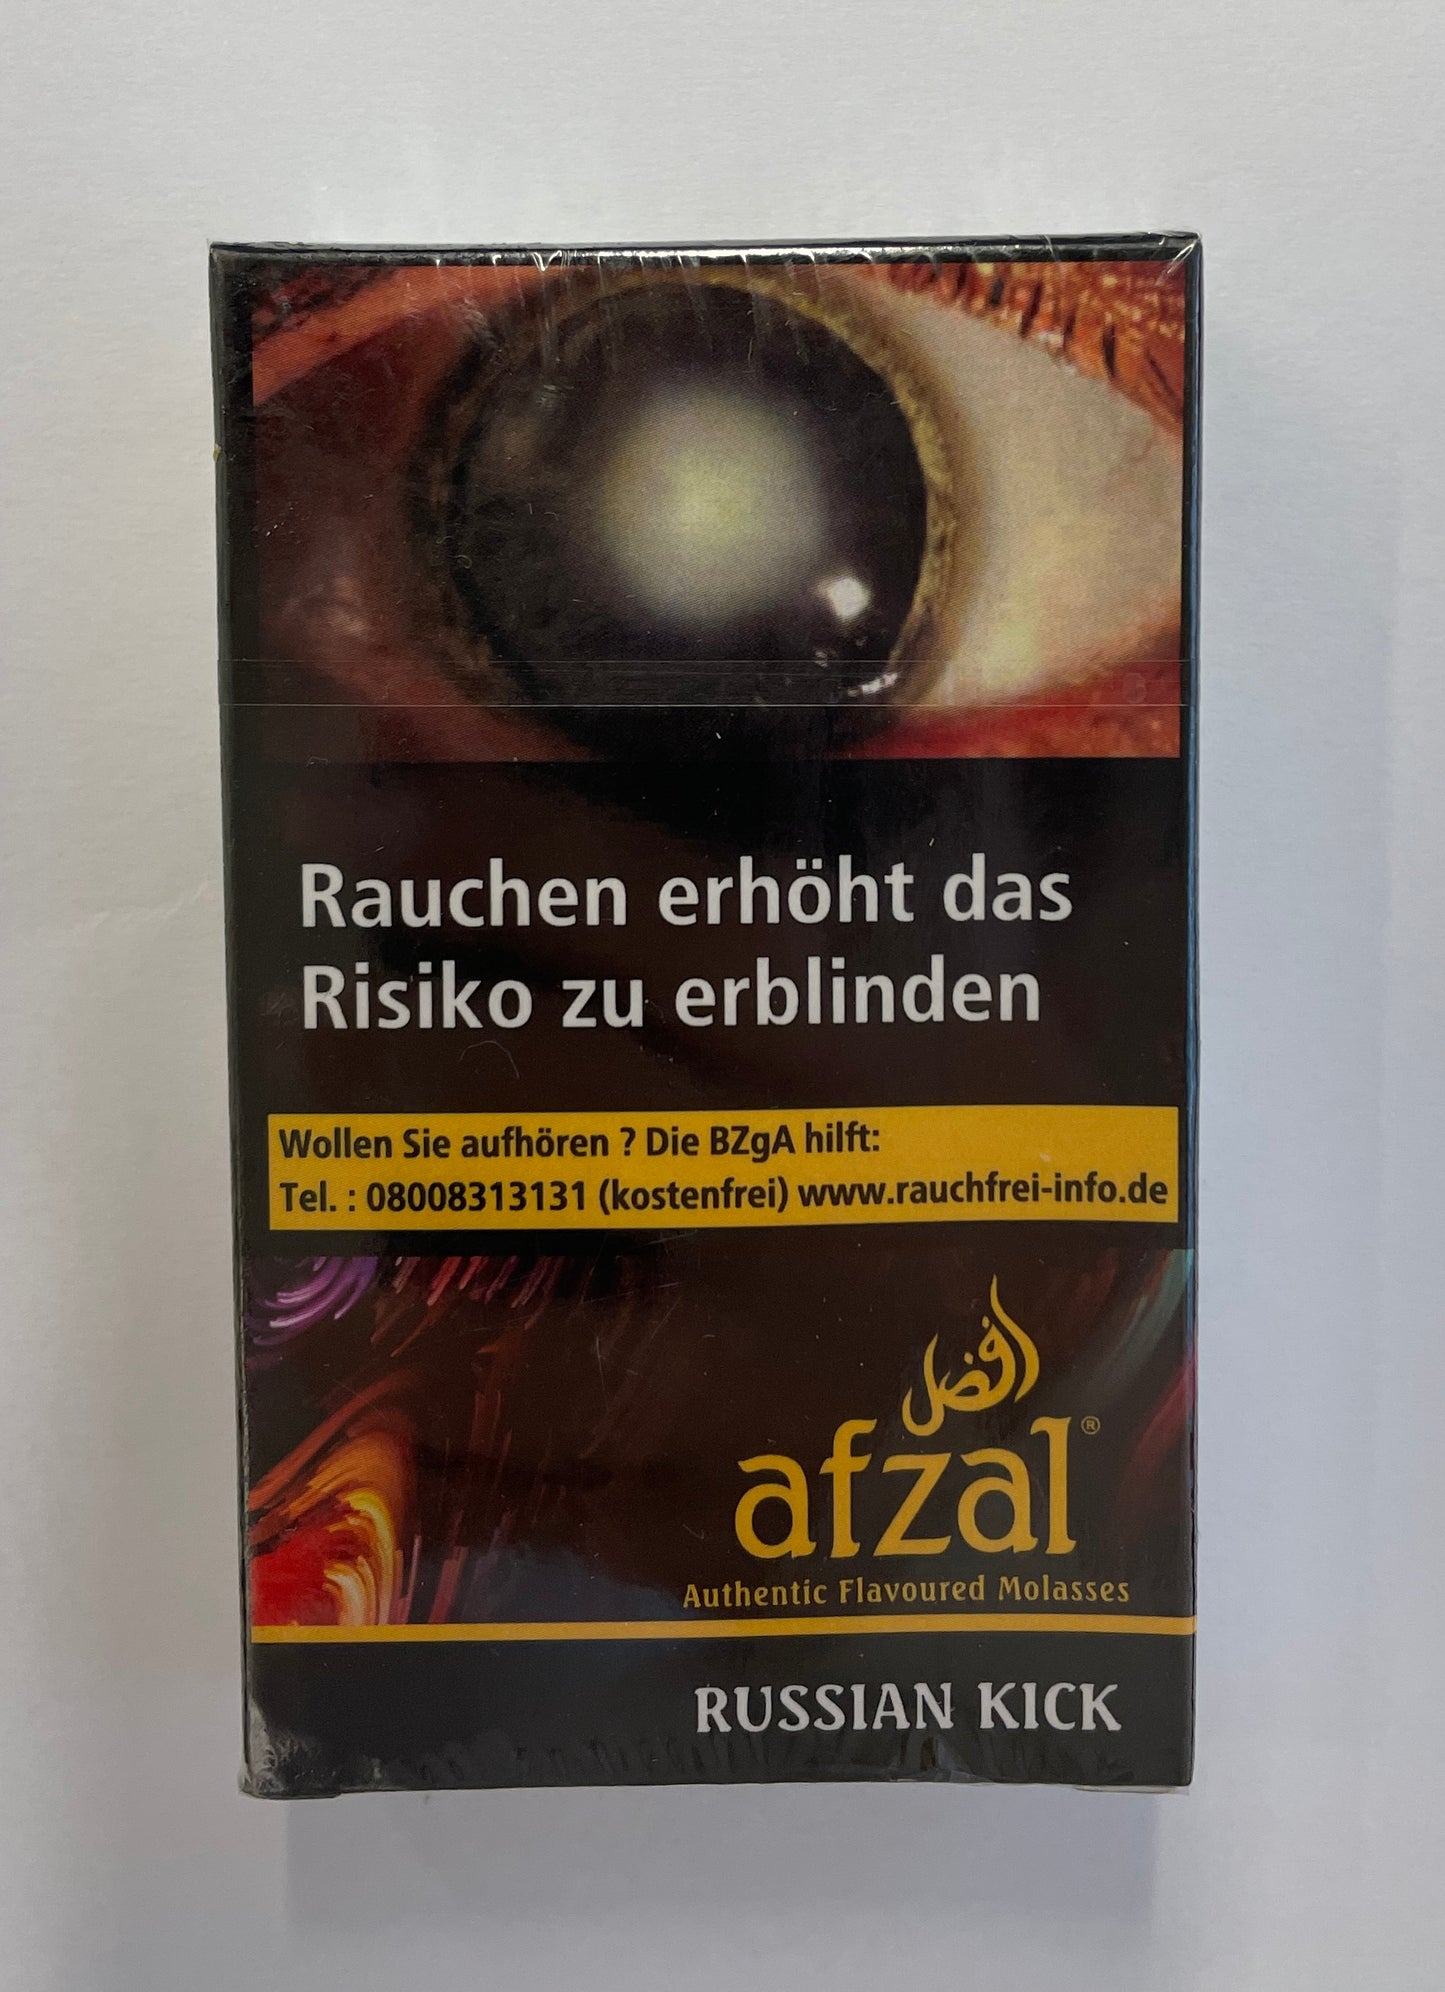 Rauchen erhöht das
Risiko zu erblinden
Wollen Sie aufhören ? Die BZgA hilft:
Tel. : 08008313131 (kostenfrei) www.rauchfrei-info.de
افضل
afzal®
Authentic Flavoured Molasses
RUSSIAN KICK